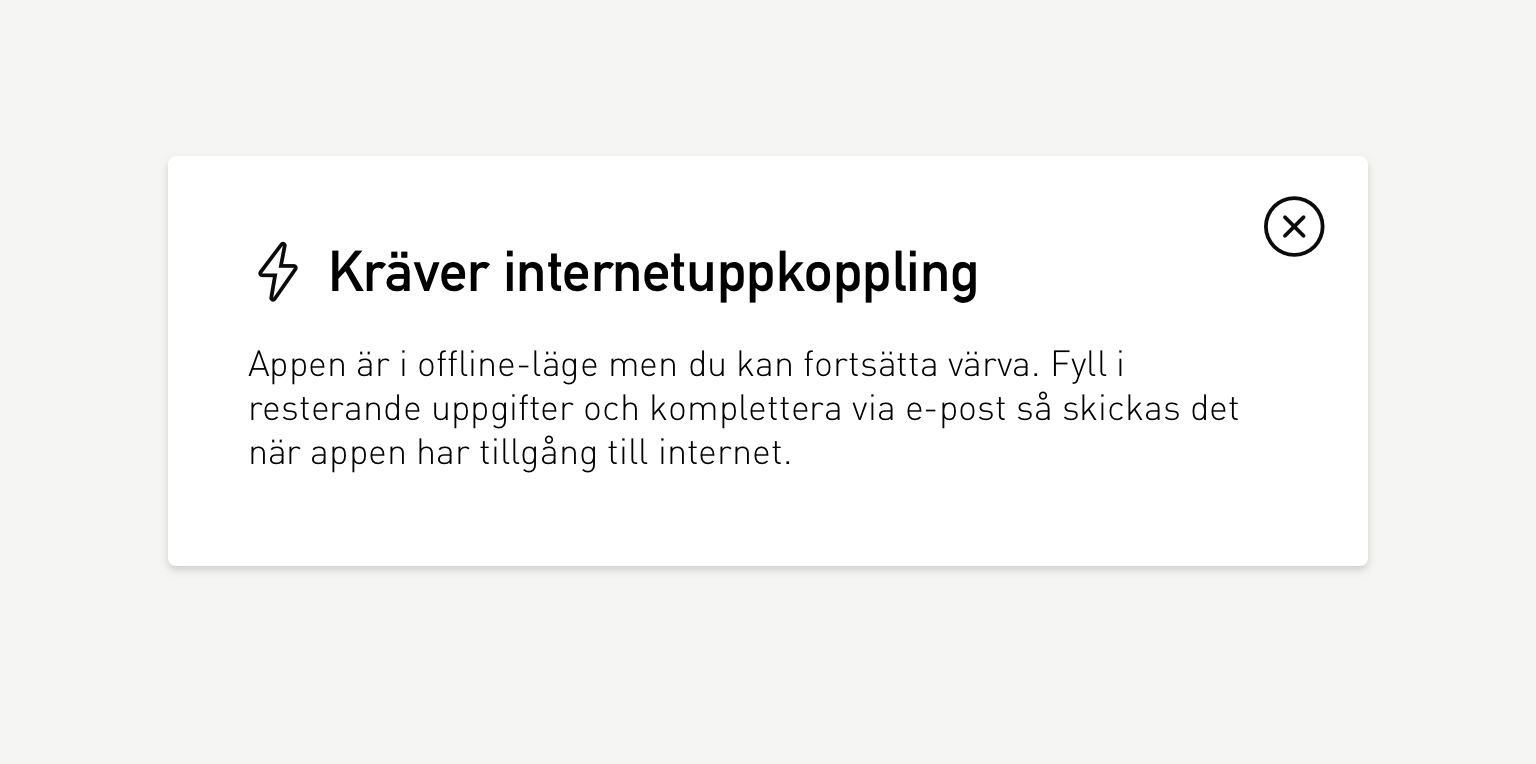 Kräver internetuppkoppling
Appen är i offline-läge men du kan fortsätta värva. Fyll i
resterande uppgifter och komplettera via e-post så skickas det
när appen har tillgång till internet.